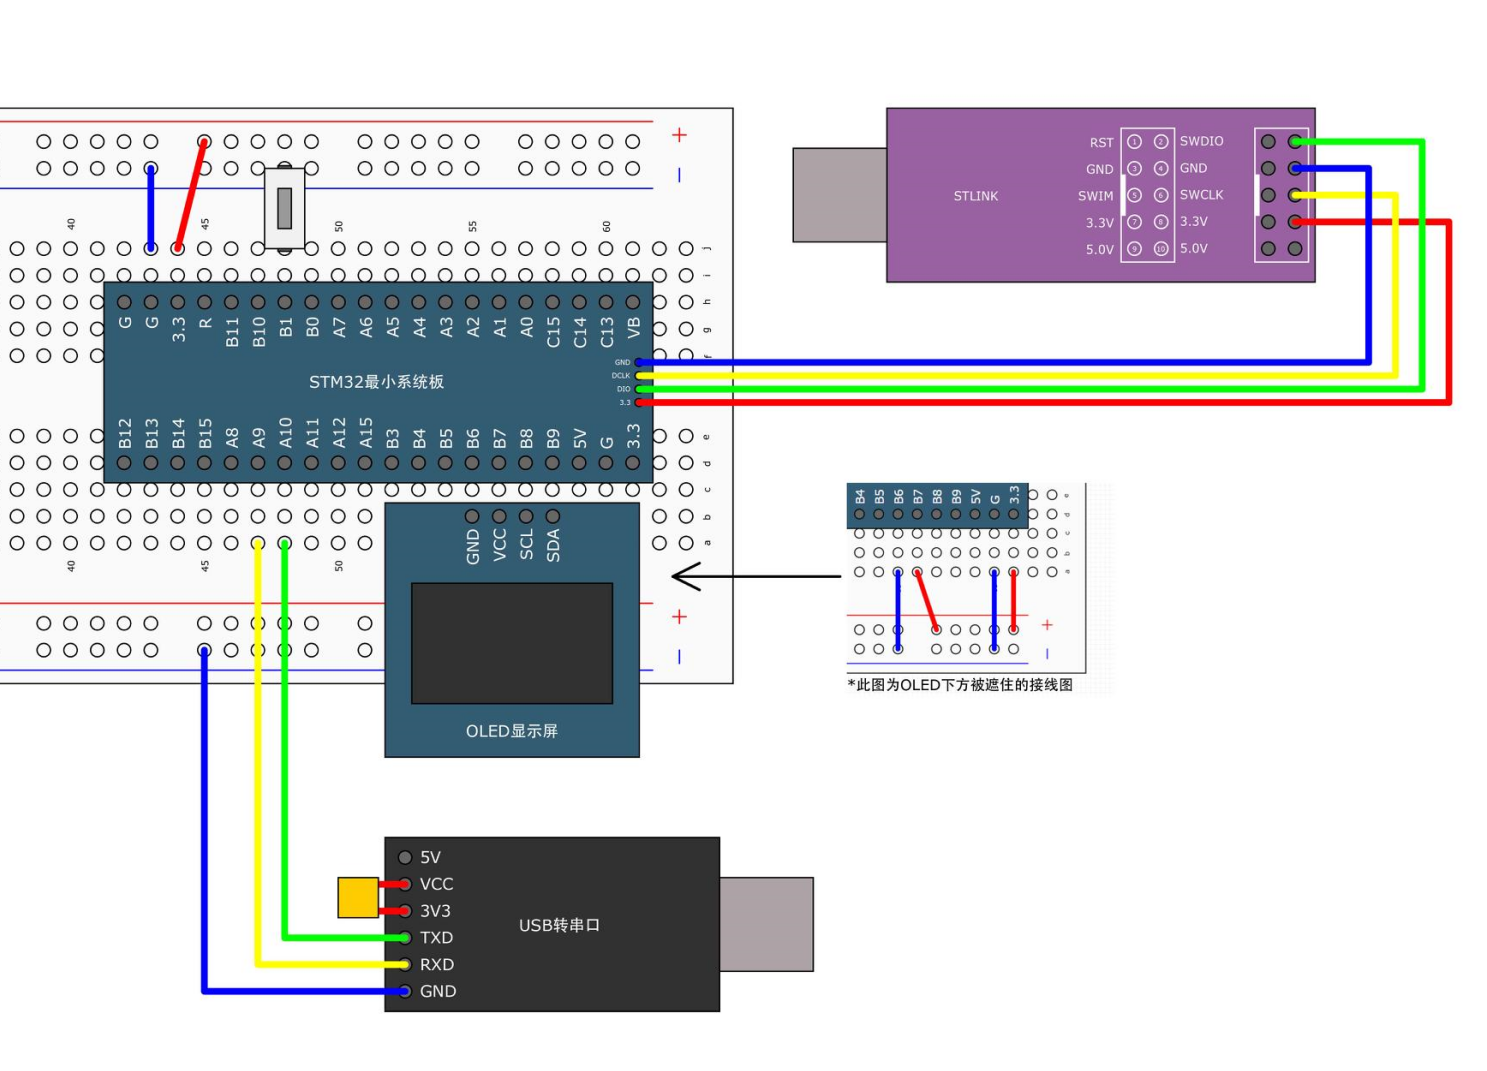 +
−
40
45
50
55
60
j
i
h
g
f
G G 3.3 R B11 B10 B1 B0 A7 A6 A5 A4 A3 A2 A1 A0 C15 C14 C13 VB
STM32最小系统板
GND
DCLK
DIO
3.3
B12 B13 B14 B15 A8 A9 A10 A11 A12 A15 B3 B4 B5 B6 B7 B8 B9 5V G 3.3
e
d
c
b
a
40
45
50
+
−
GND VCC SCL SDA
OLED显示屏
STLINK
RST 1 2 SWDIO
GND 3 4 GND
SWIM 5 6 SWCLK
3.3V 7 8 3.3V
5.0V 9 10 5.0V
B4 B5 B6 B7 B8 B9 5V G 3.3
e
d
c
b
a
+
−
*此图为OLED下方被遮住的接线图
5V
VCC
3V3
TXD
RXD
GND
USB转串口